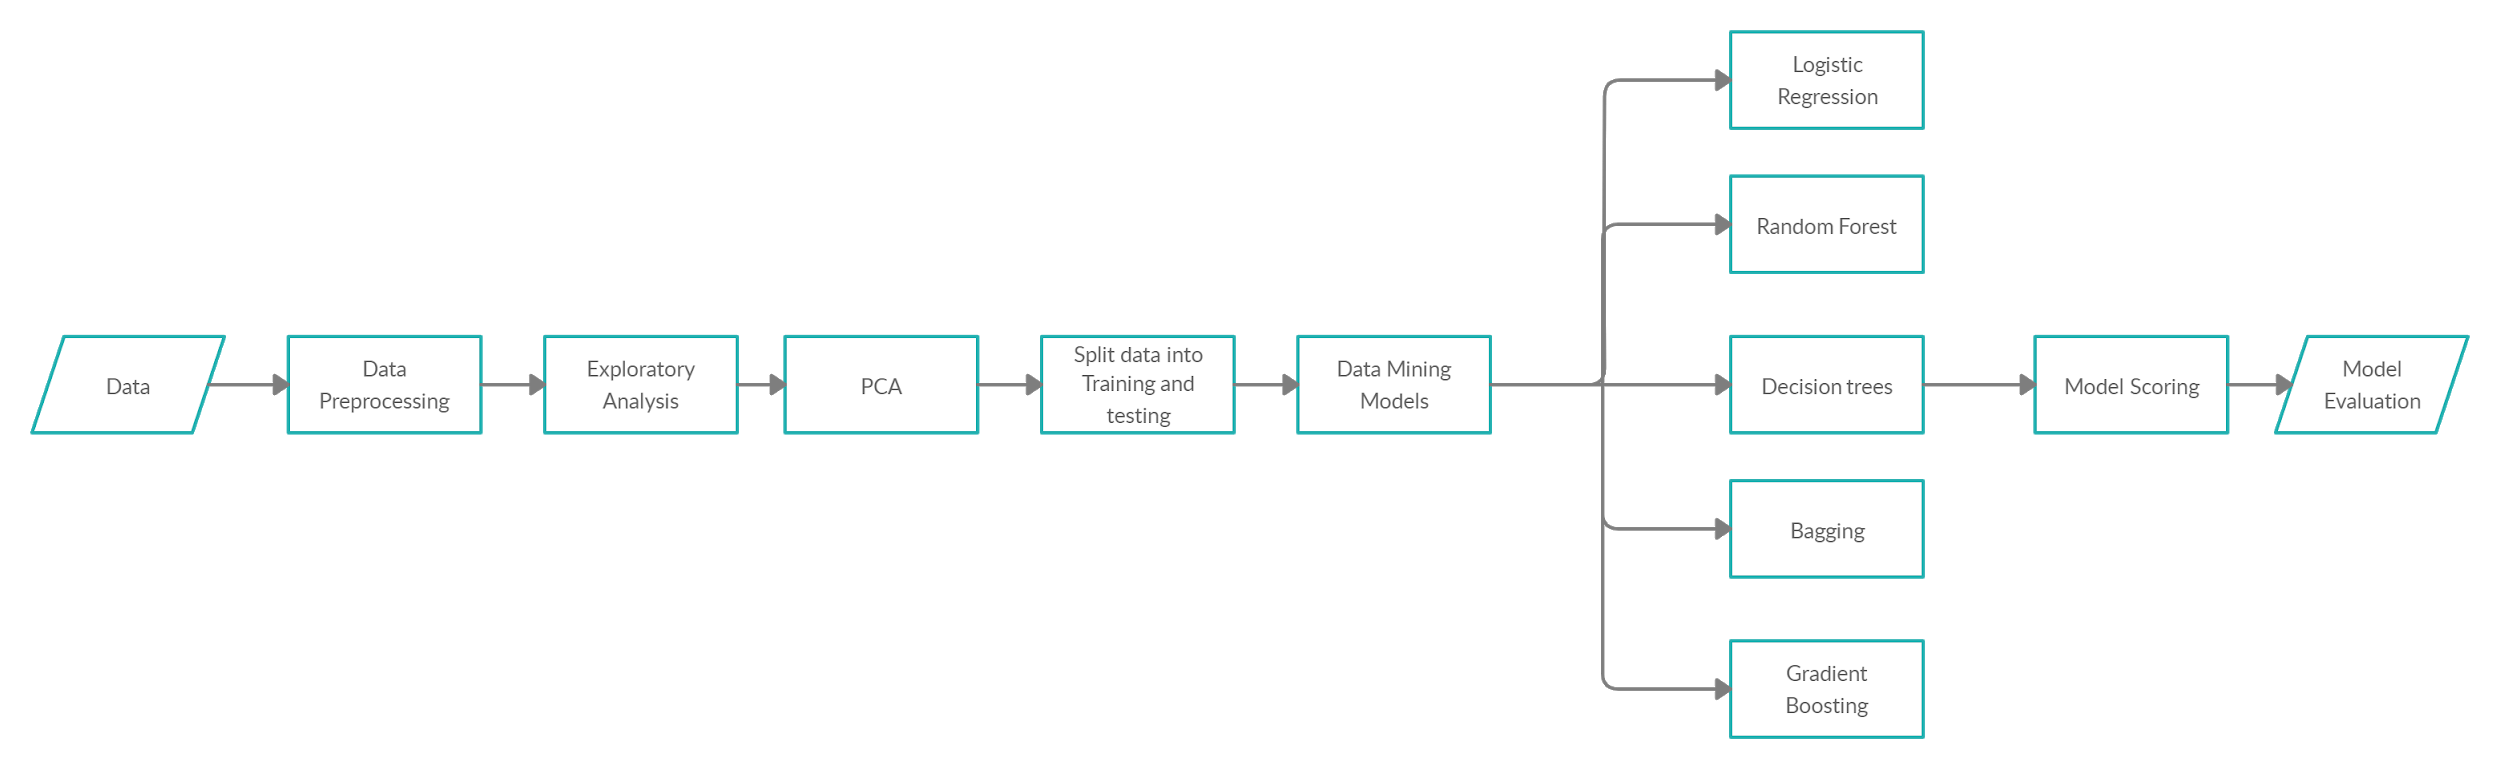 Logistic
Regression
Random Forest
Data
Data
Preprocessing
Exploratory
Analysis
PCA
Split data into
Training and
testing
Data Mining
Models
Decision trees
Model Scoring
Model
Evaluation
Bagging
Gradient
Boosting